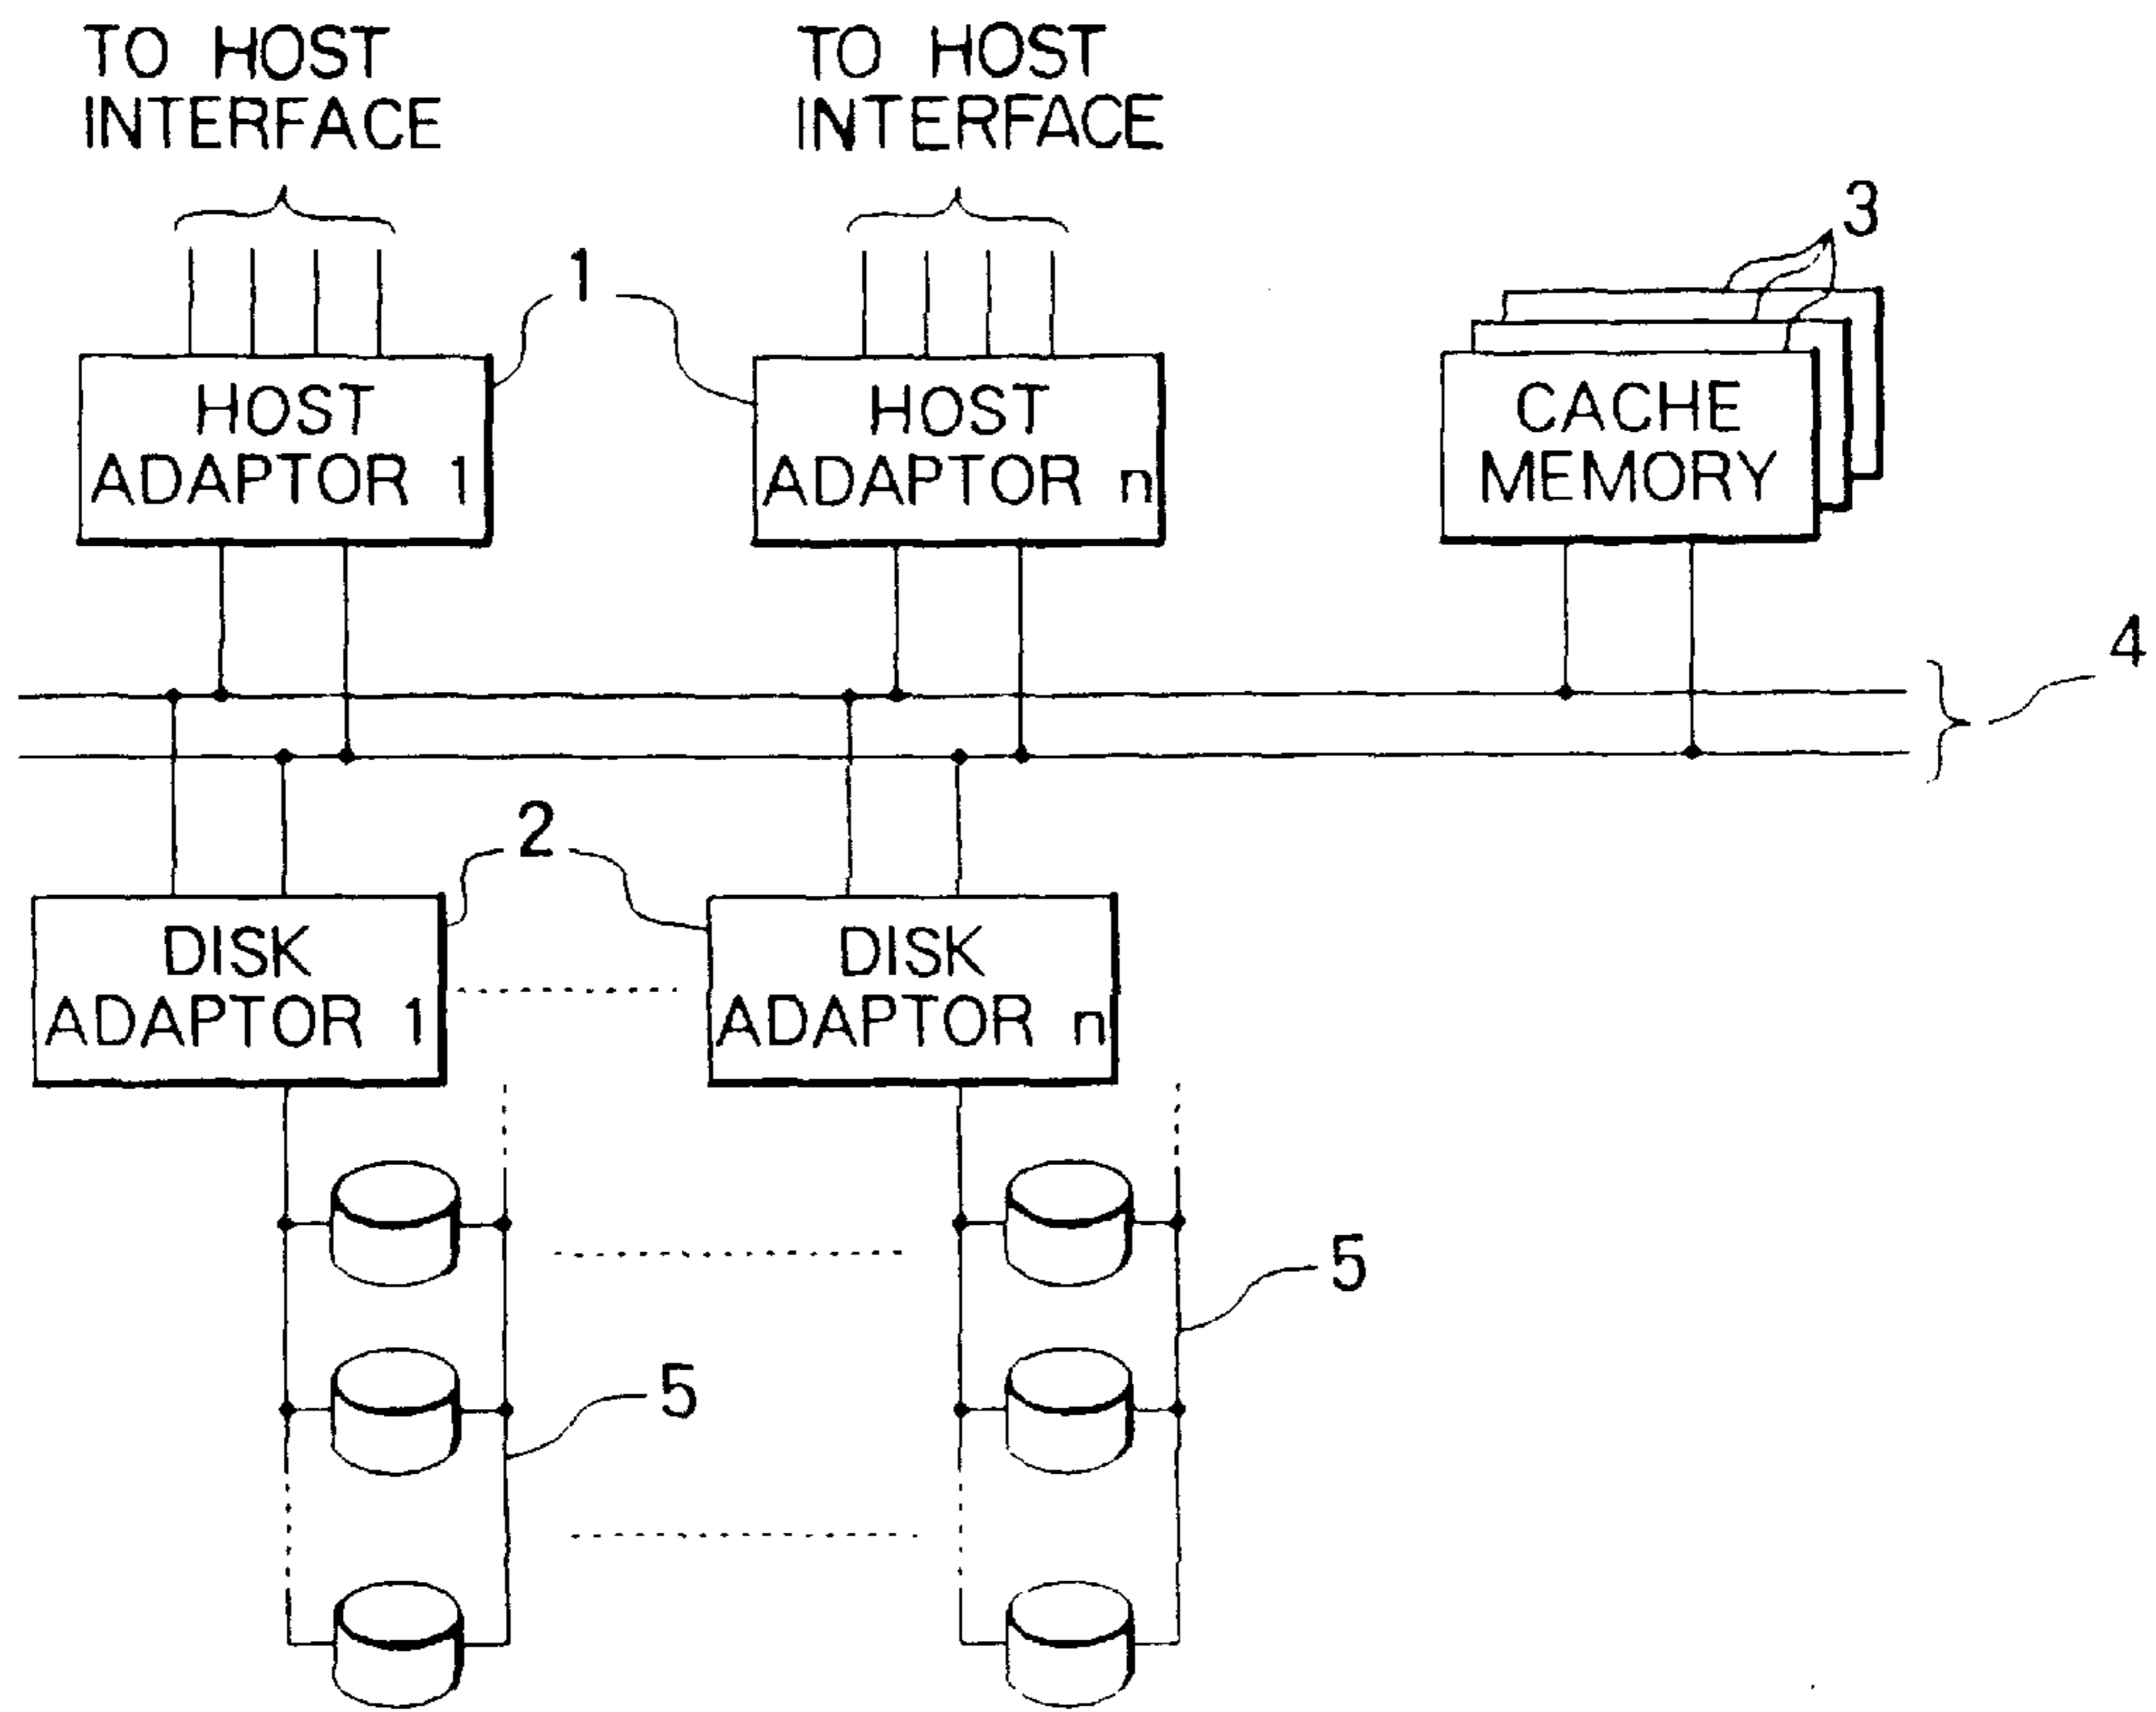 TO HOST
INTERFACE
TO HOST
INTERFACE
3
1
HOST
ADAPTOR 1
HOST
ADAPTOR n
CACHE
MEMORY
4
2
DISK
ADAPTOR 1
DISK
ADAPTOR n
5
5